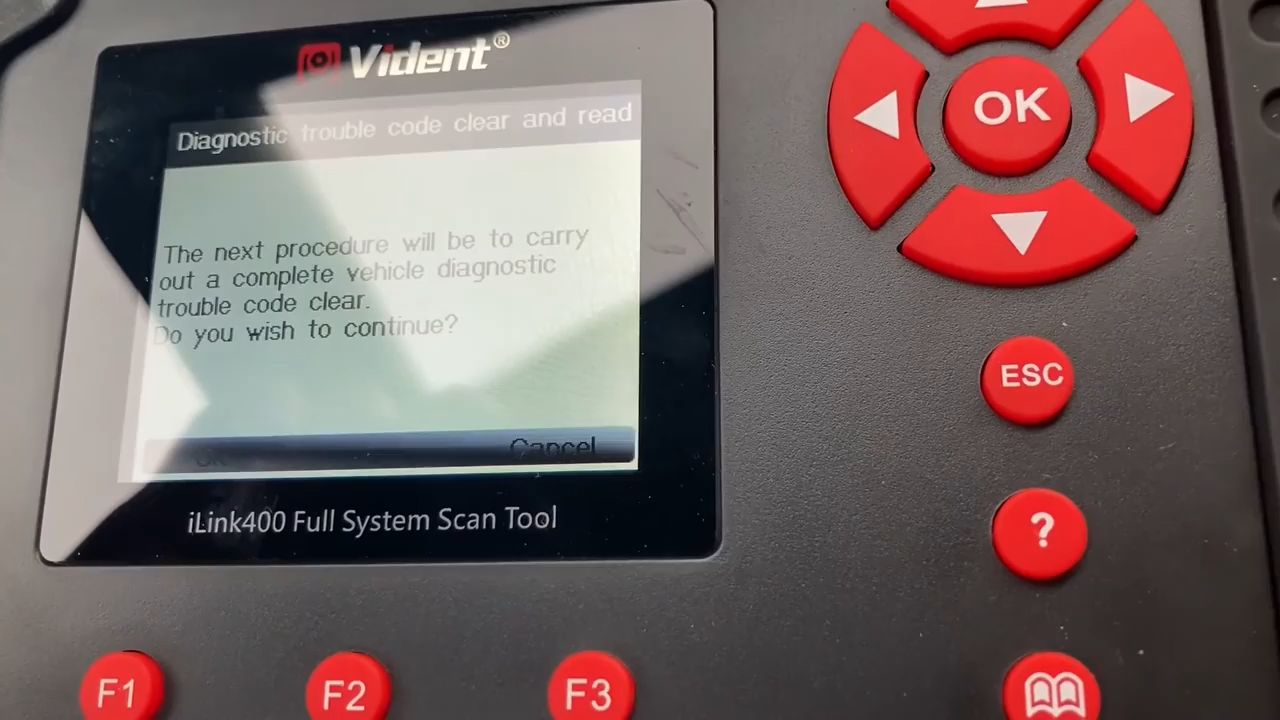 Vident®
Diagnostic trouble code clear and read
The next procedure will be to carry
out a complete vehicle diagnostic
trouble code clear.
Do you wish to continue?
OK Cancel
iLink400 Full System Scan Tool
OK
ESC
?
F1 F2 F3